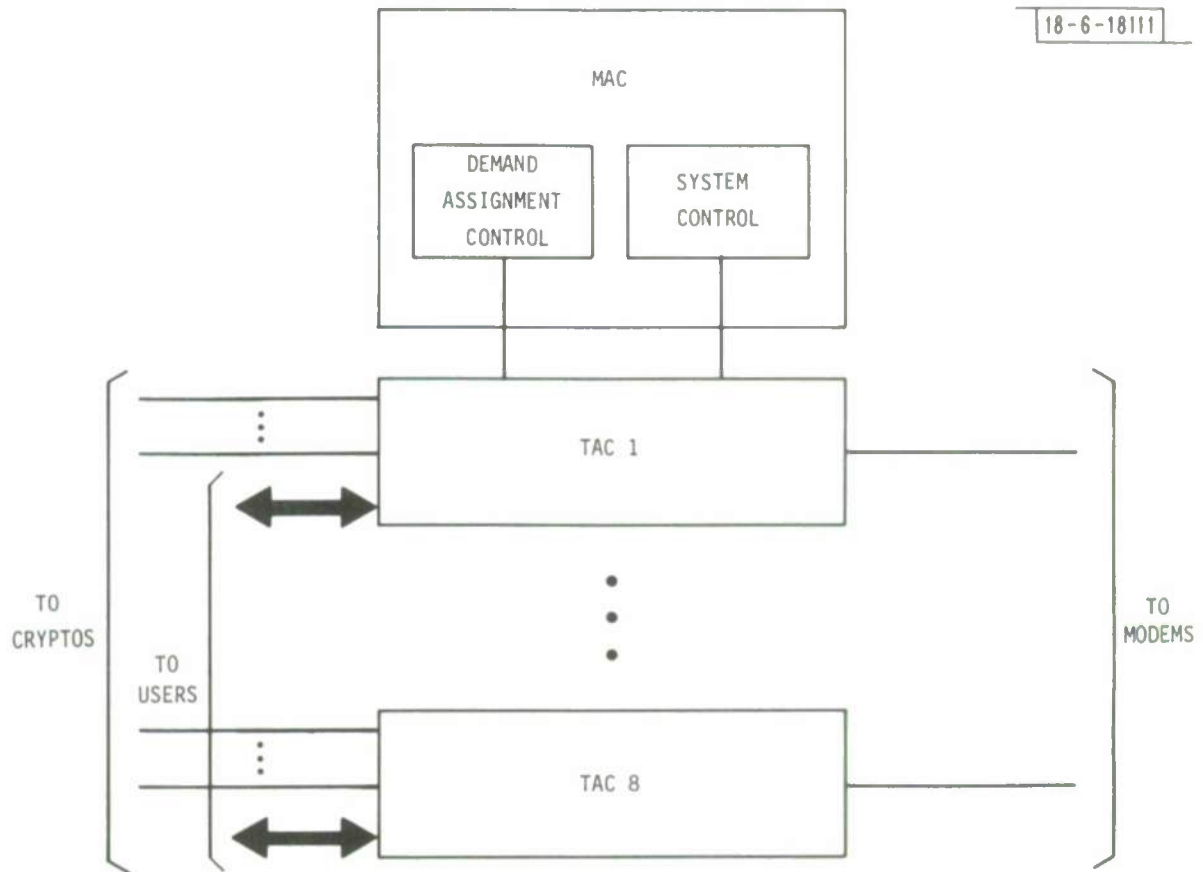 18-6-18111
MAC
DEMAND
ASSIGNMENT
CONTROL
SYSTEM
CONTROL
TAC 1
TO
CRYPTOS
TO
USERS
TO
MODEMS
TAC 8